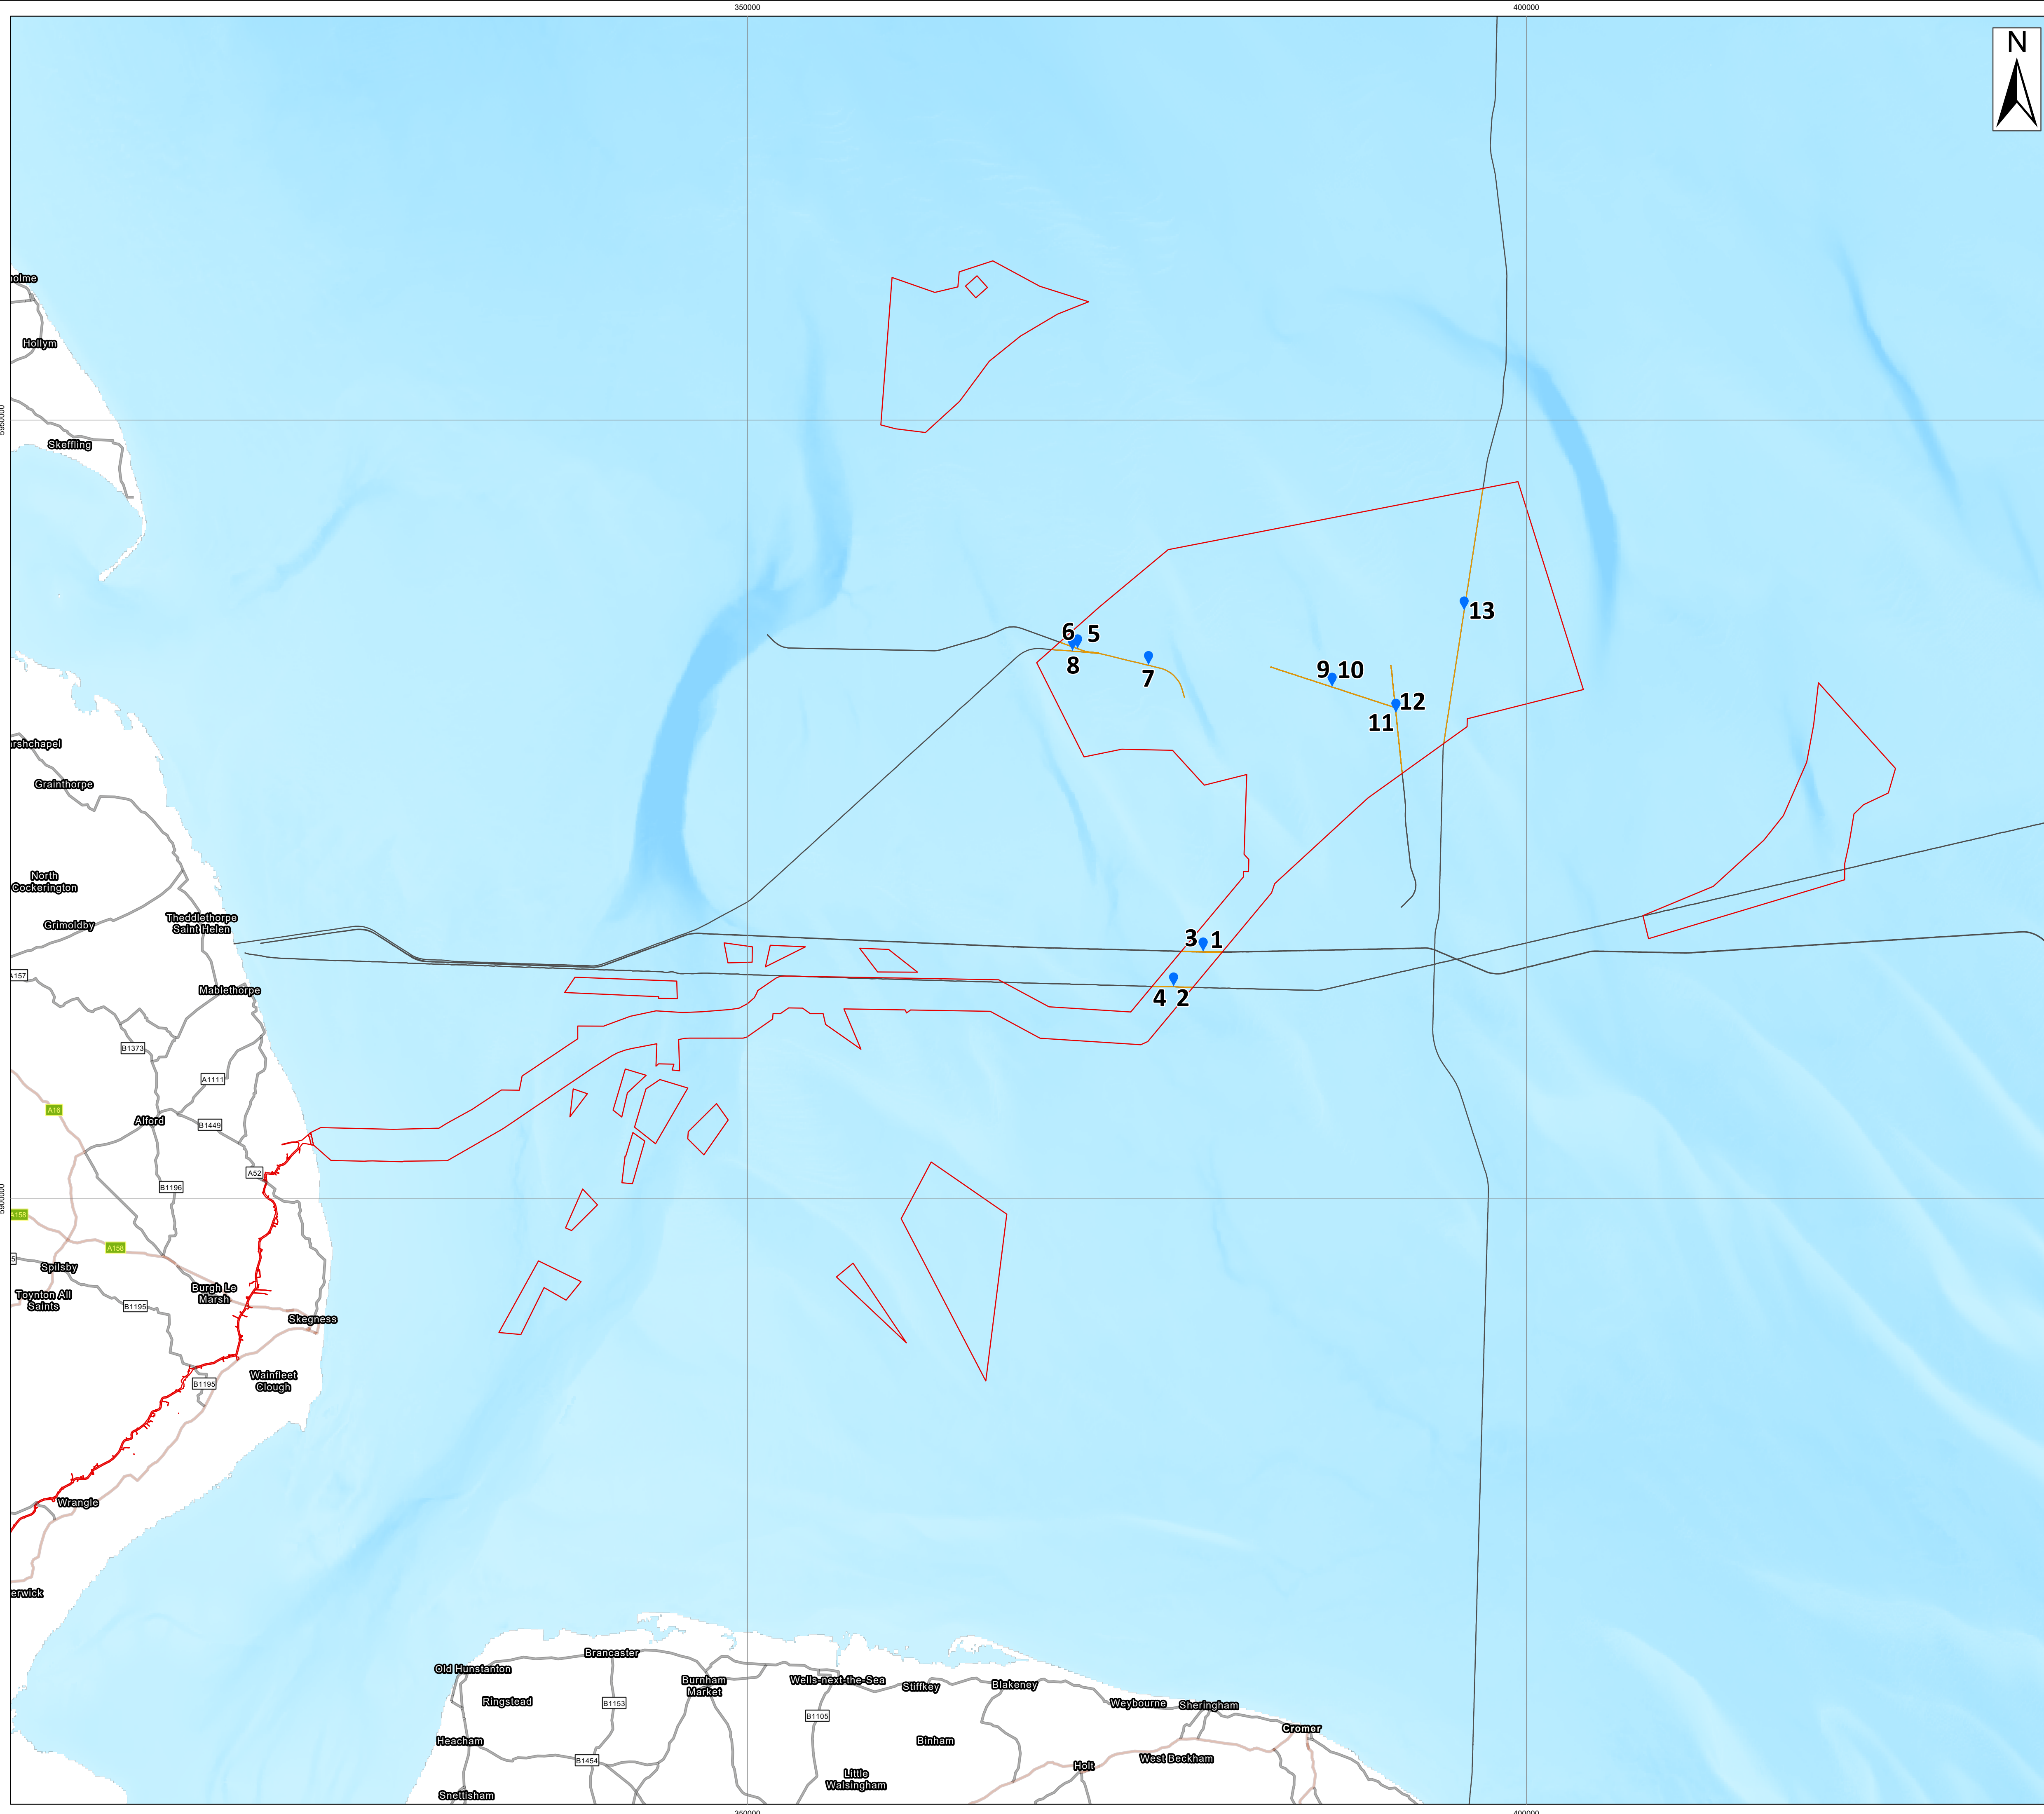 350000
400000
N
olme
Hollym
5950000
Skeffling
6
5
13
8
7
9
10
12
11
rshchapel
Grainthorpe
North
Cockerington
Grimoldby
Theddlethorpe
Saint Helen
3
1
A157
Mablethorpe
4
2
B1373
A1111
A16
Alford
B1449
A52
B1196
5900000
A158
A158
5
Spilsby
Toynton All
Saints
Burgh Le
Marsh
B1195
Skegness
Wainfleet
Clough
B1195
Wrangle
erwick
Brancaster
Old Hunstanton
Burnham
Market
Wells-next-the-Sea
Stiffkey
Blakeney
Ringstead
B1153
Weybourne
Sheringham
B1105
Cromer
Heacham
Binham
B1454
West Beckham
Holt
Little
Walsingham
Snettisham
350000
400000